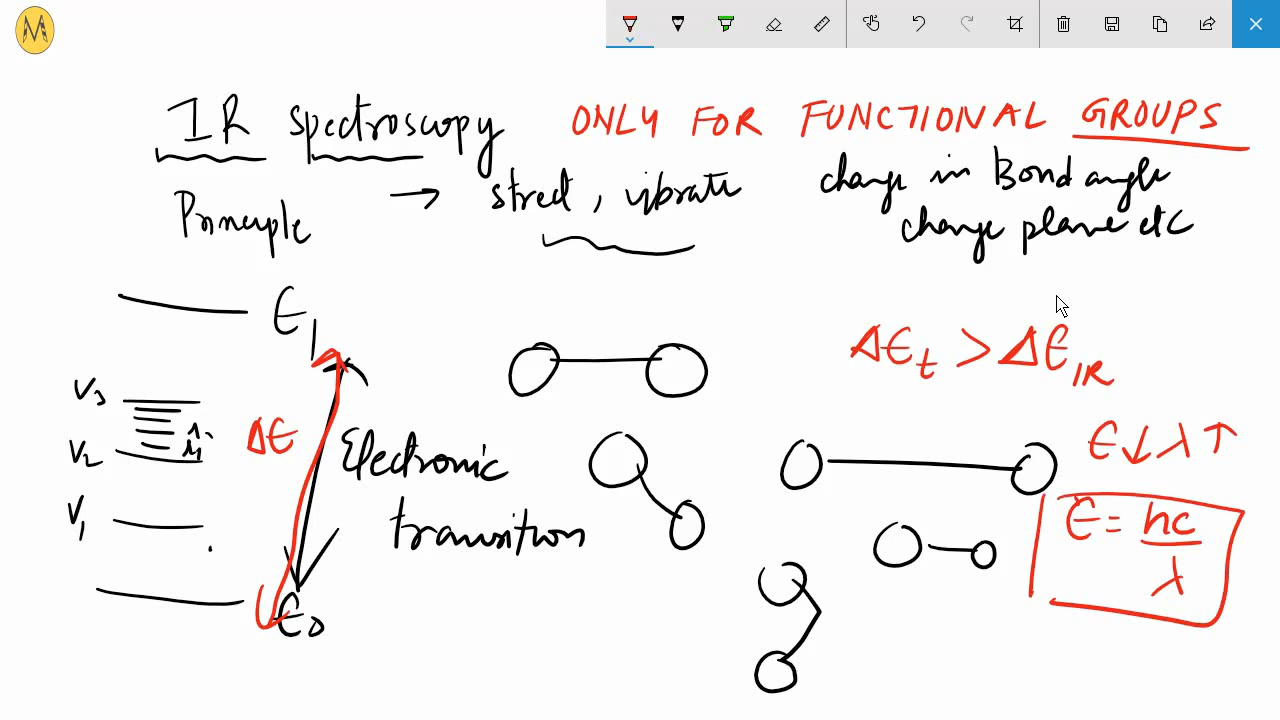 M
IR spectroscopy ONLY FOR FUNCTIONAL GROUPS
Principle → strect, vibrate change in Bond angle
change plane etc
E1
ΔEt > ΔEIR
V3
V2
V1
ΔE
Electronic
transition
E↓ λ↑
E = hc/λ
E0